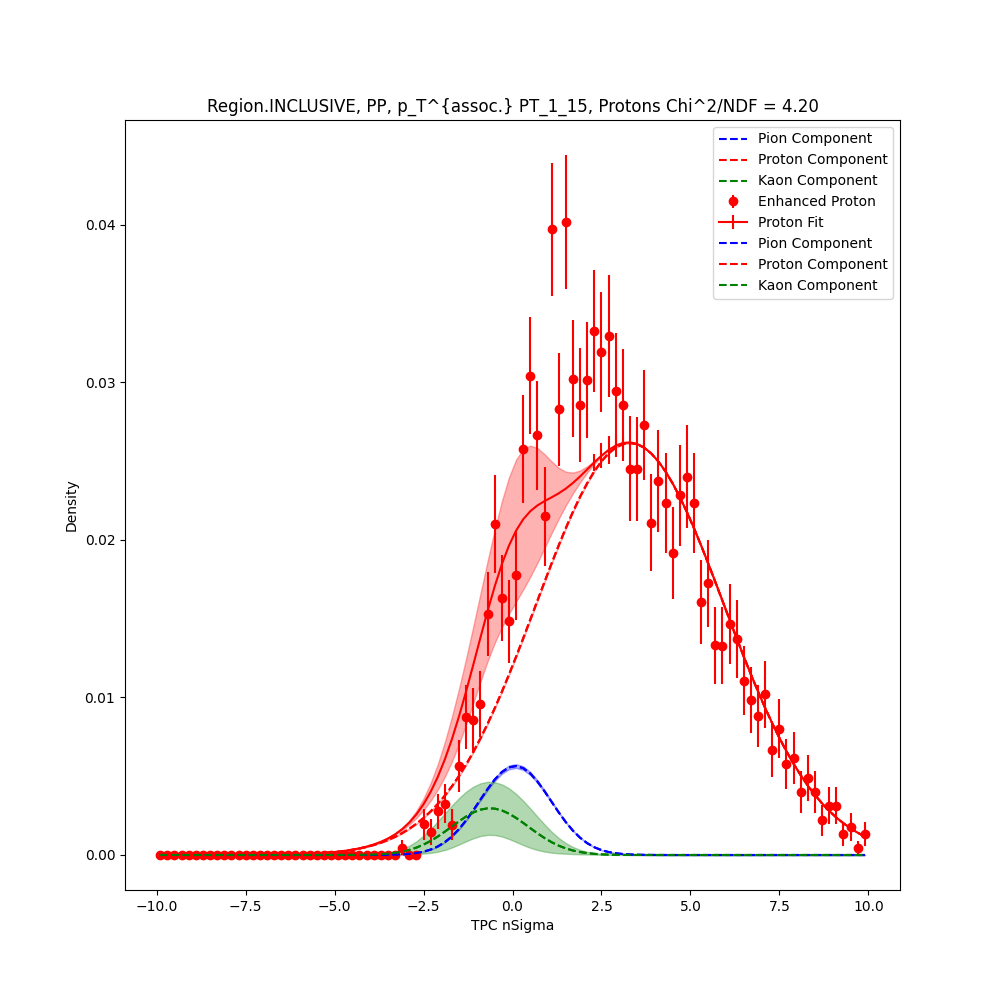 Region.INCLUSIVE, PP, p_T^{assoc.} PT_1_15, Protons Chi^2/NDF = 4.20
Pion Component
Proton Component
Kaon Component
Enhanced Proton
Proton Fit
Pion Component
Proton Component
Kaon Component
0.04
0.03
0.02
0.01
0.00
Density
−10.0 −7.5 −5.0 −2.5 0.0 2.5 5.0 7.5 10.0
TPC nSigma